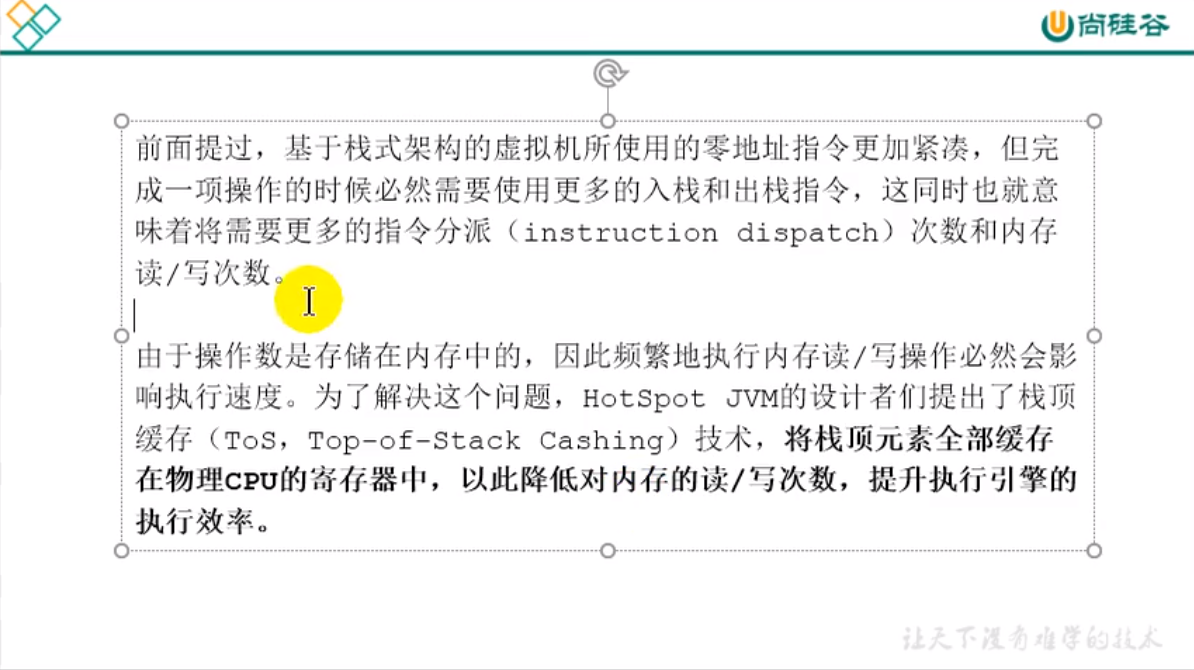 尚硅谷
前面提过，基于栈式架构的虚拟机所使用的零地址指令更加紧凑，但完
成一项操作的时候必然需要使用更多的入栈和出栈指令，这同时也就意
味着将需要更多的指令分派（instruction dispatch）次数和内存
读/写次数。
由于操作数是存储在内存中的，因此频繁地执行内存读/写操作必然会影
响执行速度。为了解决这个问题，HotSpot JVM的设计者们提出了栈顶
缓存（ToS，Top-of-Stack Cashing）技术，将栈顶元素全部缓存
在物理CPU的寄存器中，以此降低对内存的读/写次数，提升执行引擎的
执行效率。
让天下没有难学的技术